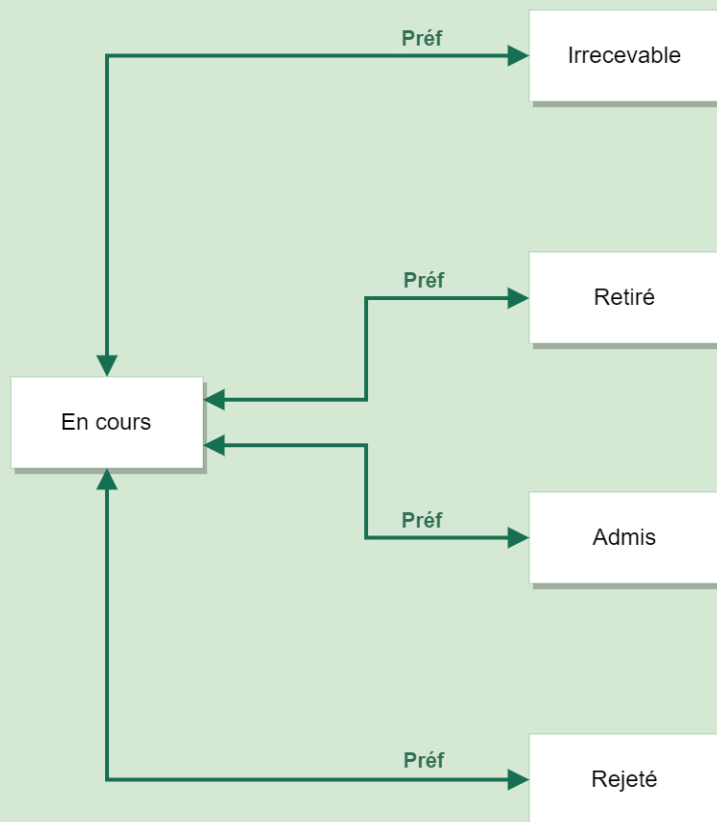 Préf
Irrecevable
Préf
Retiré
En cours
Préf
Admis
Préf
Rejeté